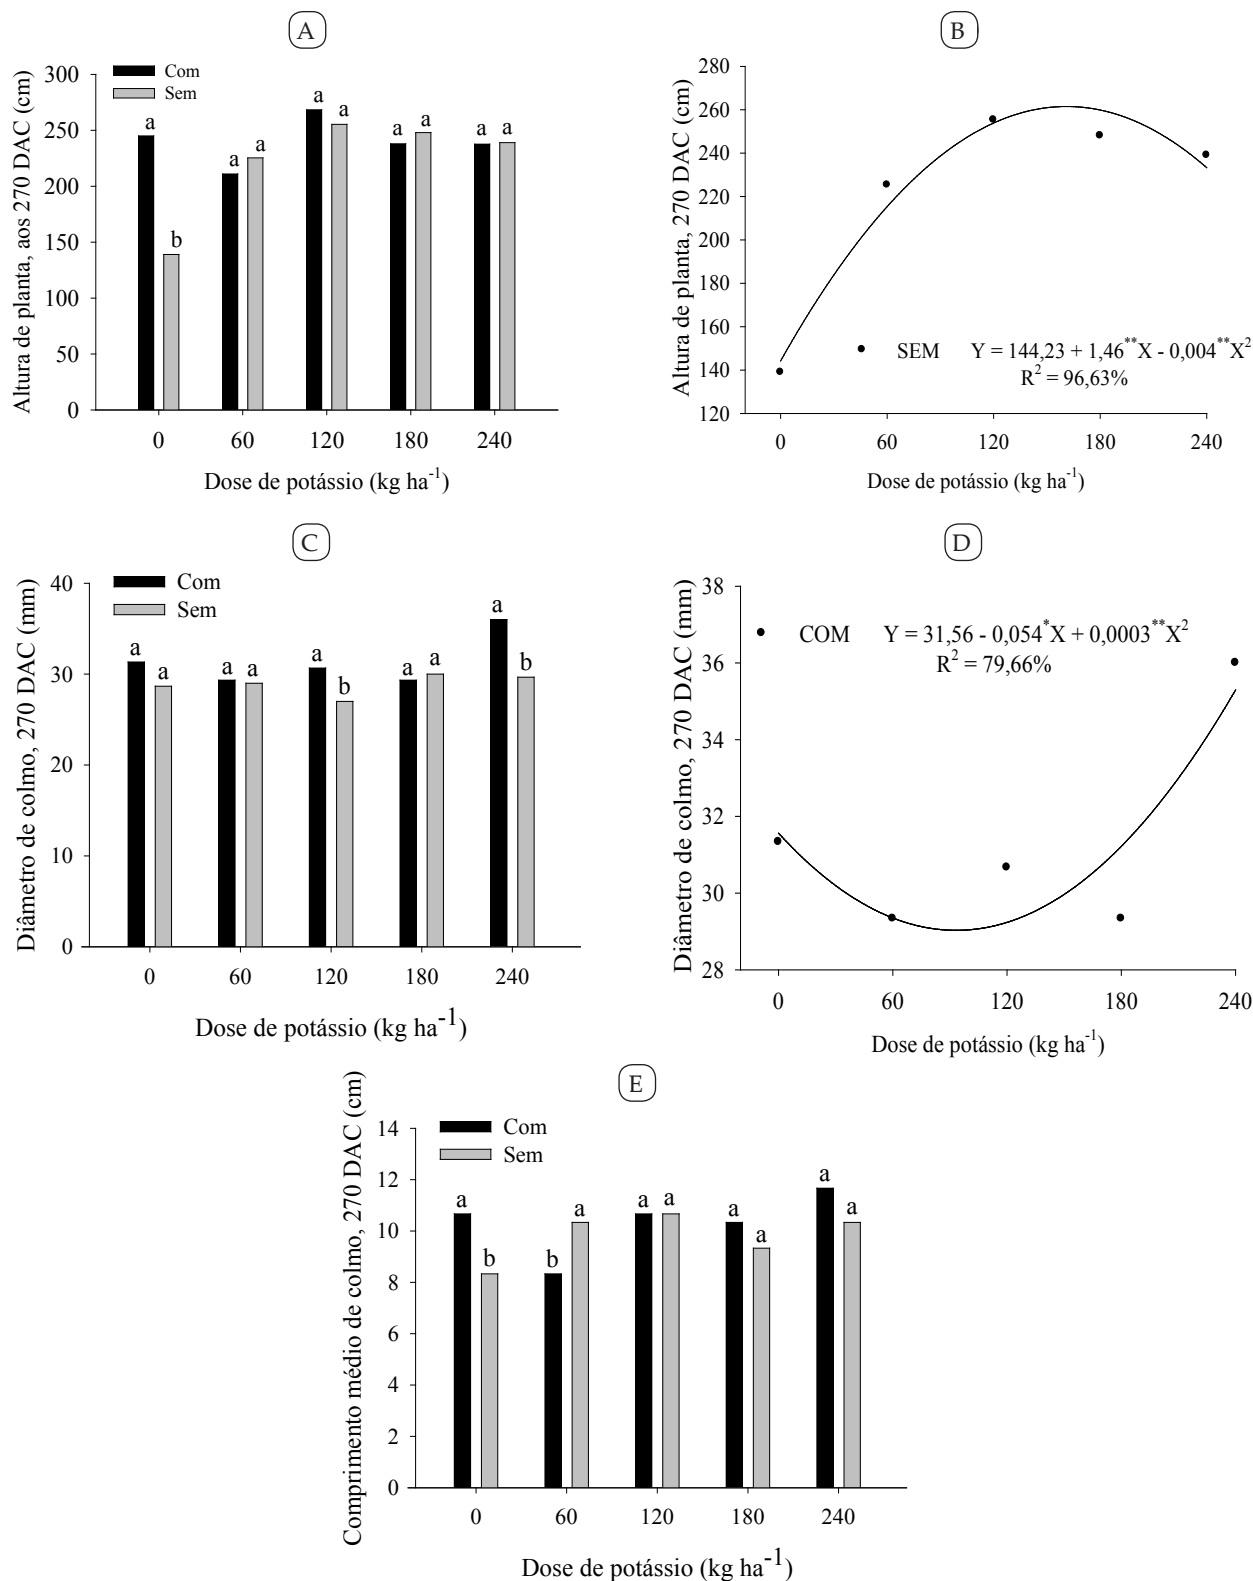 A
Com
Sem
Altura de planta, aos 270 DAC (cm)
300
250
200
150
100
50
0
a
b
a
a
a
a
a
a
a
a
0 60 120 180 240
Dose de potássio (kg ha⁻¹)
B
Altura de planta, 270 DAC (cm)
280
260
240
220
200
180
160
140
120
SEM Y = 144,23 + 1,46**X - 0,004**X²
R² = 96,63%
0 60 120 180 240
Dose de potássio (kg ha⁻¹)
C
Com
Sem
Diâmetro de colmo, 270 DAC (mm)
40
30
20
10
0
a
a
a
a
a
b
a
a
a
b
0 60 120 180 240
Dose de potássio (kg ha⁻¹)
D
Diâmetro de colmo, 270 DAC (mm)
38
36
34
32
29
28
COM Y = 31,56 - 0,054*X + 0,0003**X²
R² = 79,66%
0 60 120 180 240
Dose de potássio (kg ha⁻¹)
E
Com
Sem
Comprimento médio de colmo, 270 DAC (cm)
14
12
10
8
6
4
2
0
a
b
b
a
a
a
a
a
a
a
0 60 120 180 240
Dose de potássio (kg ha⁻¹)